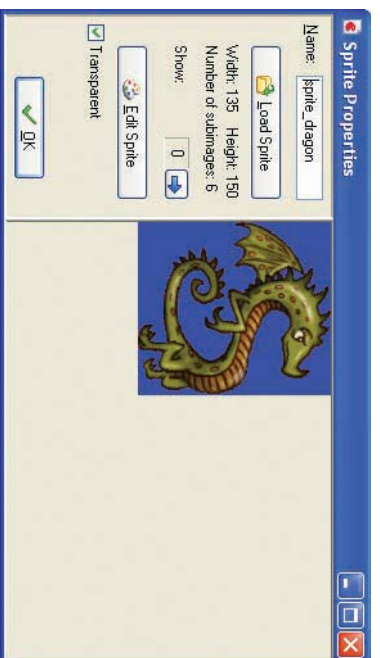 Sprite Properties
Name: sprite_dragon
Load Sprite
Width: 135 Height: 150
Number of subimages: 6
Show: 0
Edit Sprite
Transparent
OK